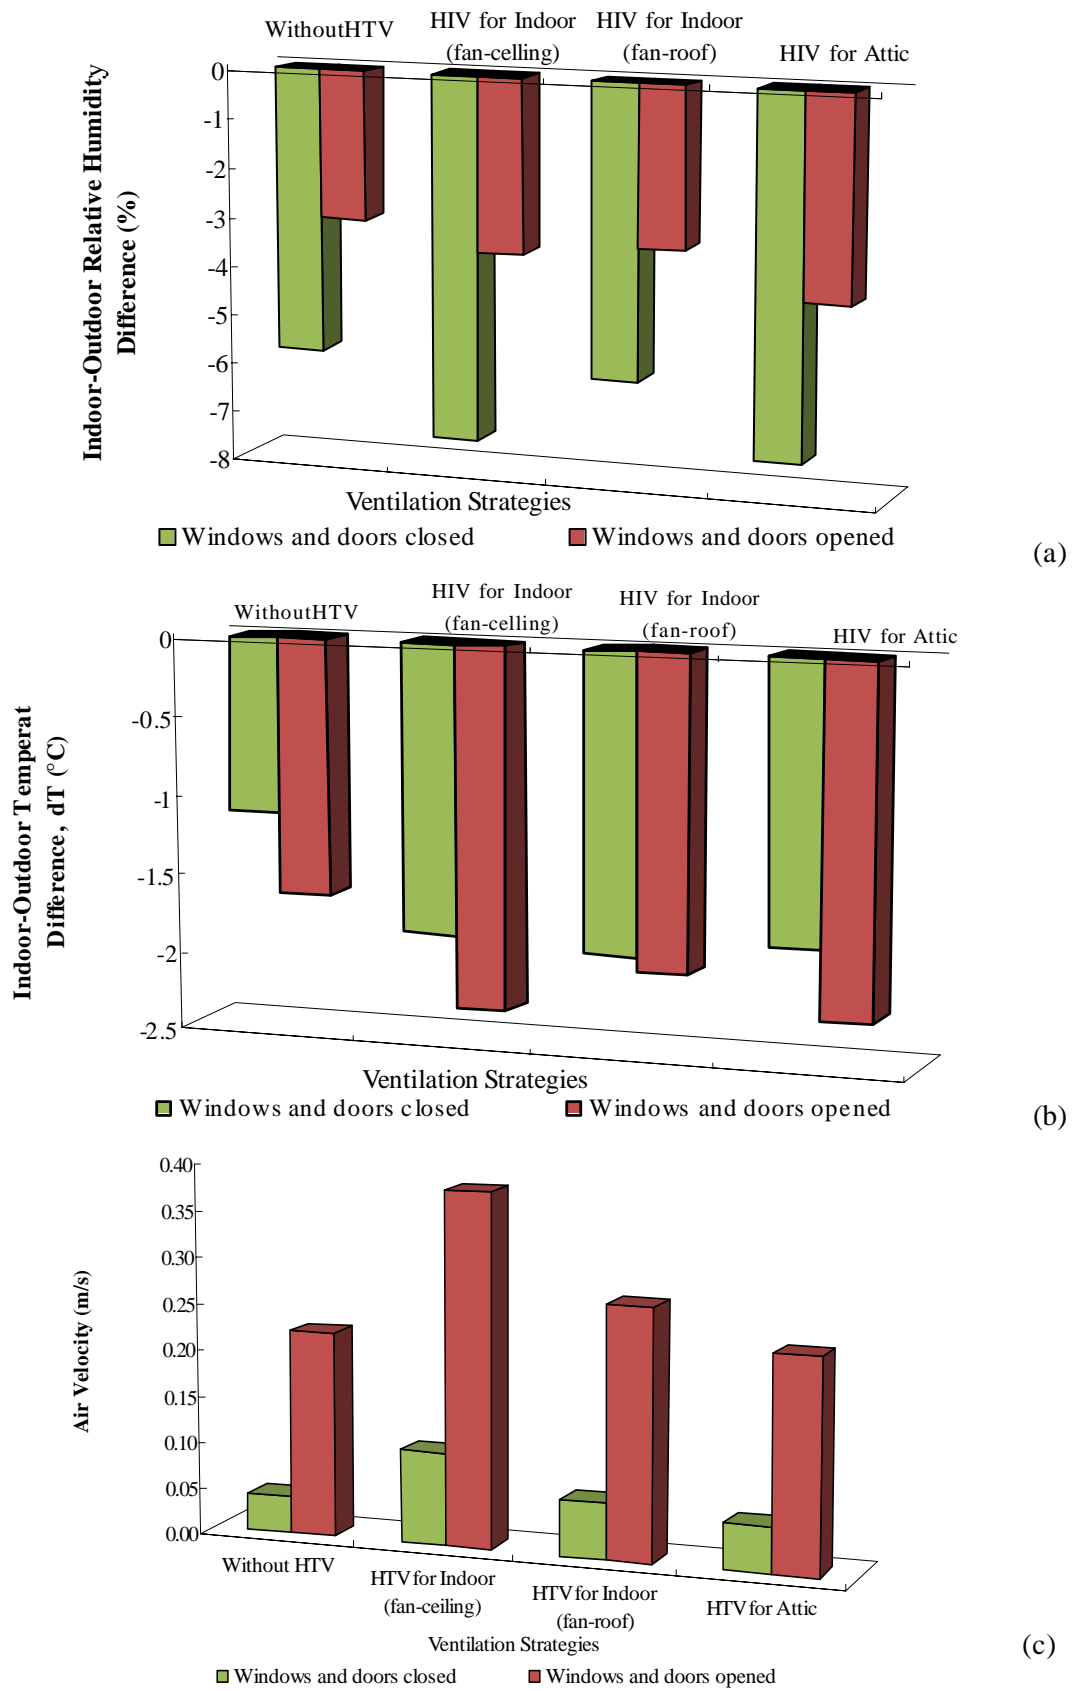 WithoutHTV
HIV for Indoor
(fan-celling)
HIV for Indoor
(fan-roof)
HIV for Attic
Indoor-Outdoor Relative Humidity
Difference (%)
0
-1
-2
-3
-4
-5
-6
-7
-8
Ventilation Strategies
Windows and doors closed
Windows and doors opened
(a)
WithoutHTV
HIV for Indoor
(fan-celling)
HIV for Indoor
(fan-roof)
HIV for Attic
Indoor-Outdoor Temperat
Difference, dT (°C)
0
-0.5
-1
-1.5
-2
-2.5
Ventilation Strategies
Windows and doors closed
Windows and doors opened
(b)
Air Velocity (m/s)
0.40
0.35
0.30
0.25
0.20
0.15
0.10
0.05
0.00
Without HTV
HTV for Indoor
(fan-ceiling)
HTV for Indoor
(fan-roof)
HTV for Attic
Ventilation Strategies
(c)
Windows and doors closed
Windows and doors opened